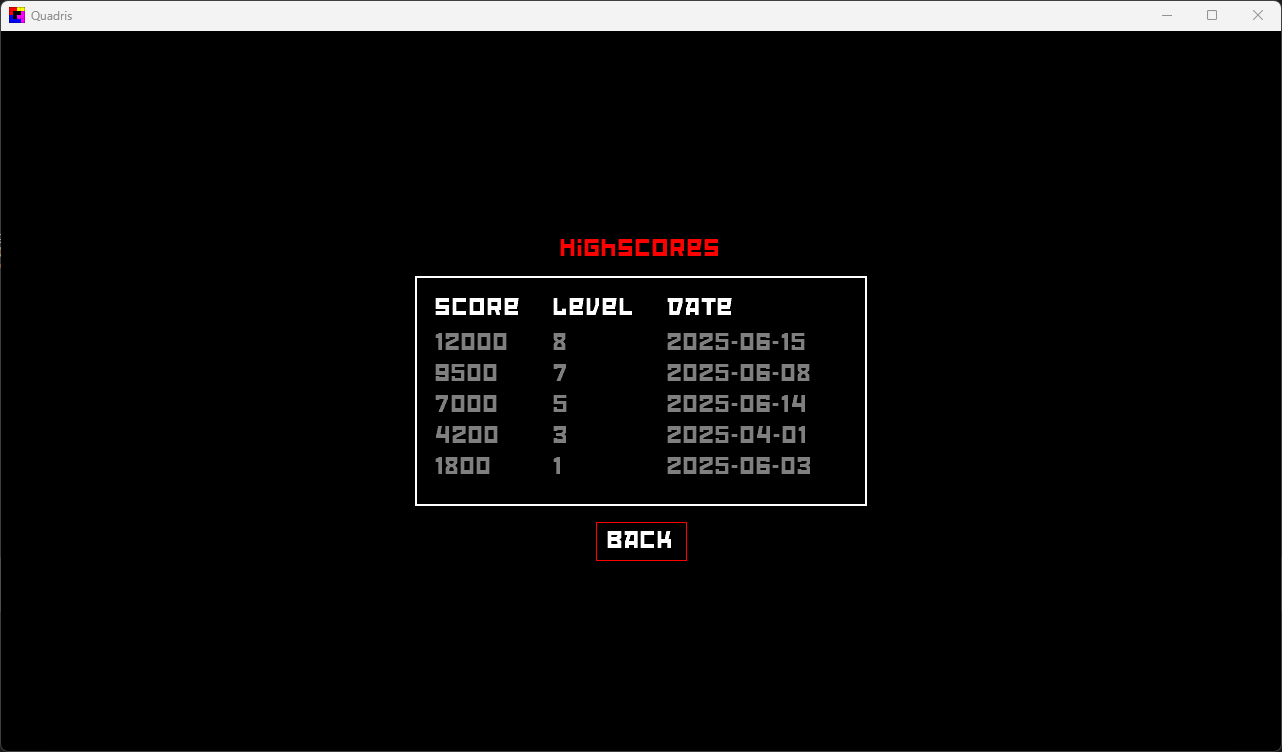 Quadris
HiGhSCORes
SCORe LeVeL DATe
12000 8 2025-06-15
9500 7 2025-06-08
7000 5 2025-06-14
4200 3 2025-04-01
1800 1 2025-06-03
BACK